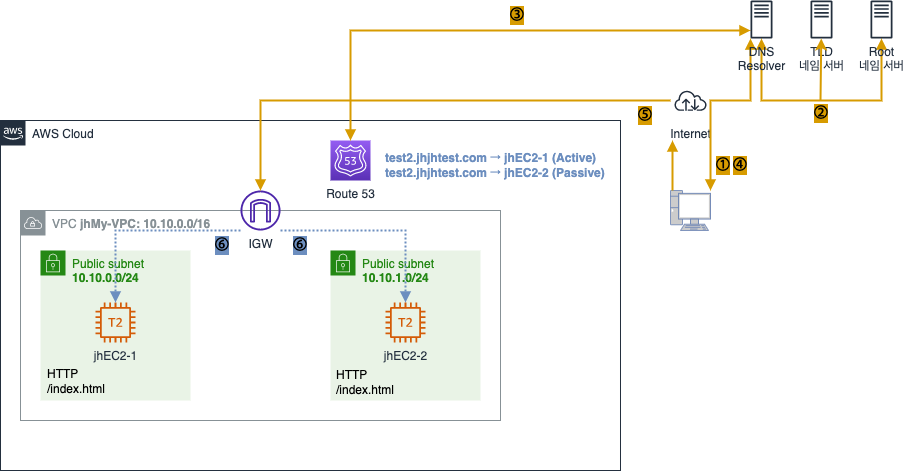 ③
DNS
Resolver
TLD
네임 서버
Root
네임 서버
②
⑤
Internet
① ④
aws
AWS Cloud
53
Route 53
test2.jhjhtest.com → jhEC2-1 (Active)
test2.jhjhtest.com → jhEC2-2 (Passive)
VPC jhMy-VPC: 10.10.0.0/16
IGW
⑥
⑥
Public subnet
10.10.0.0/24
T2
jhEC2-1
HTTP
/index.html
Public subnet
10.10.1.0/24
T2
jhEC2-2
HTTP
/index.html